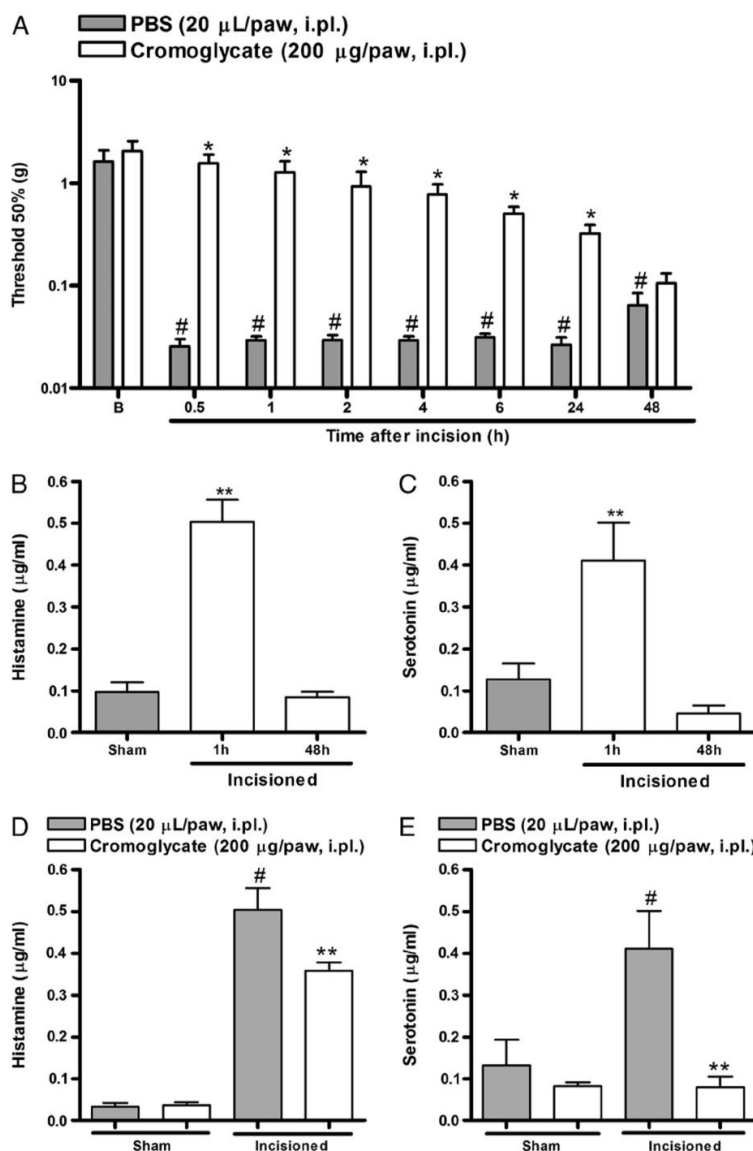 A
PBS (20 μL/paw, i.pl.)
Cromoglycate (200 μg/paw, i.pl.)
Threshold 50% (g)
10
1
0.1
0.01
* * * * * *
# # # # # # #
B 0.5 1 2 4 6 24 48
Time after incision (h)
B
Histamine (μg/ml)
0.6
0.5
0.4
0.3
0.2
0.1
0.0
**
Sham 1h 48h
Incisioned
C
Serotonin (μg/ml)
0.6
0.5
0.4
0.3
0.2
0.1
0.0
**
Sham 1h 48h
Incisioned
D
PBS (20 μL/paw, i.pl.)
Cromoglycate (200 μg/paw, i.pl.)
Histamine (μg/ml)
0.6
0.5
0.4
0.3
0.2
0.1
0.0
#
**
Sham Incisioned
E
PBS (20 μL/paw, i.pl.)
Cromoglycate (200 μg/paw, i.pl.)
Serotonin (μg/ml)
0.6
0.5
0.4
0.3
0.2
0.1
0.0
#
**
Sham Incisioned